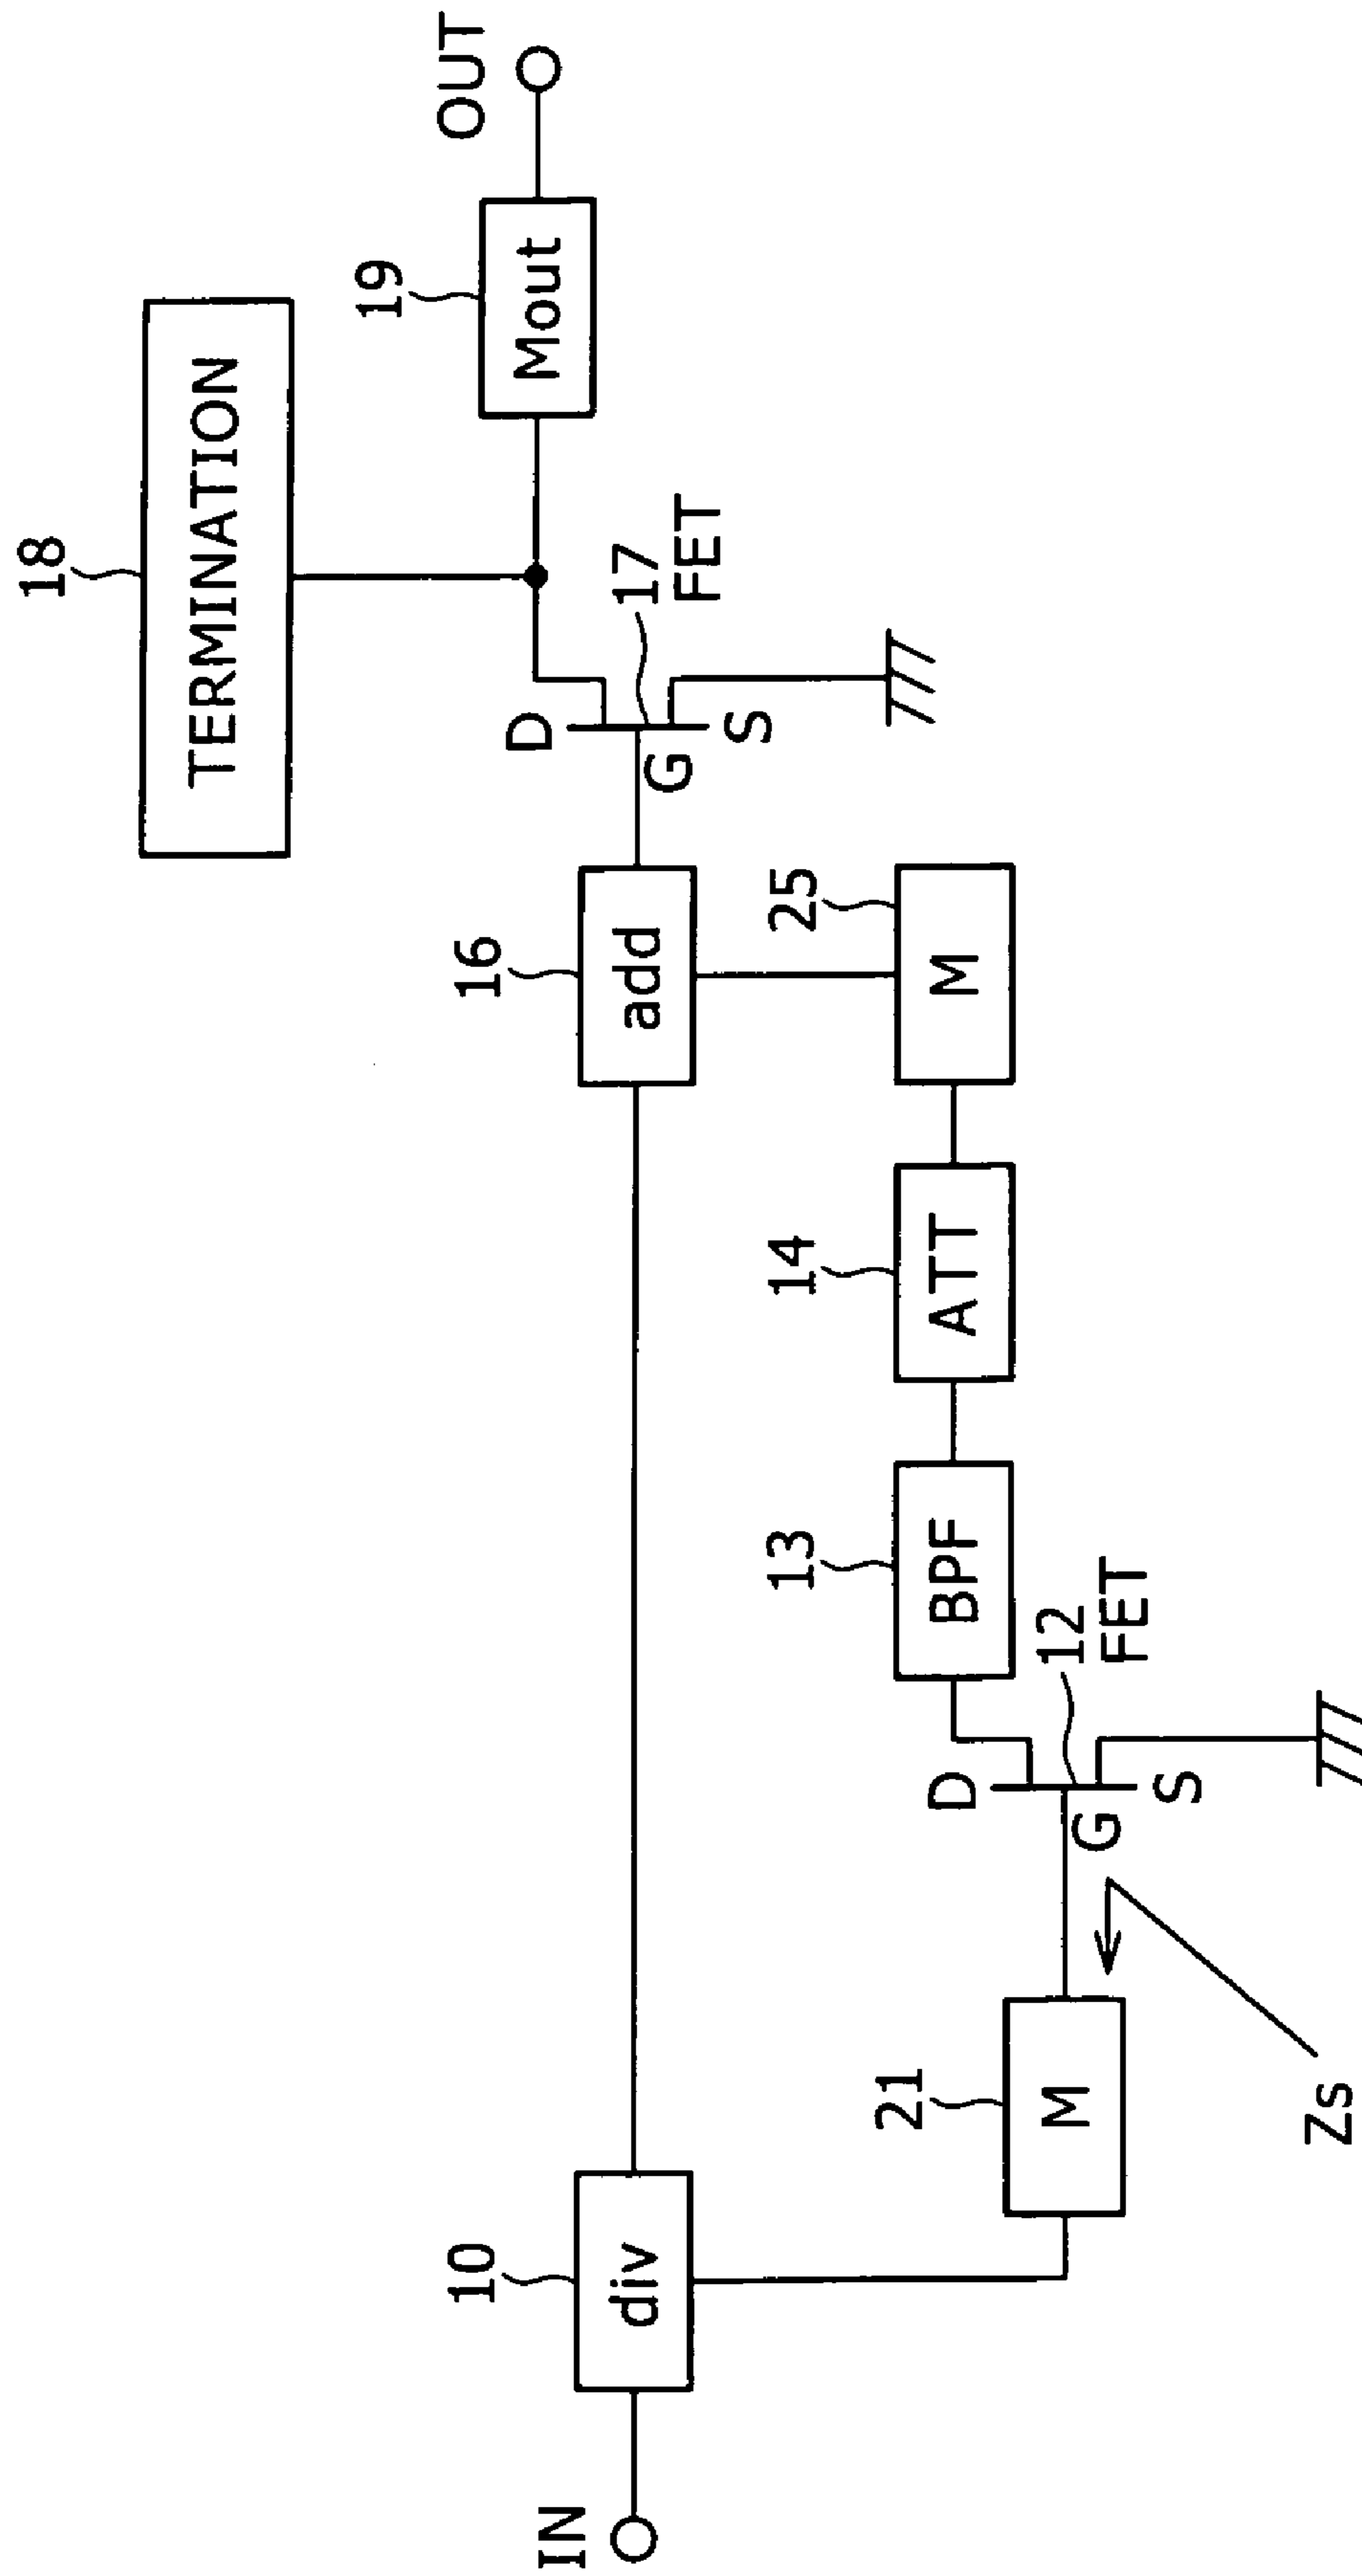 18
TERMINATION
19
Mout
OUT
D
G
S
17
FET
16
add
25
M
14
ATT
13
BPF
12
FET
D
G
S
21
M
Zs
10
div
IN